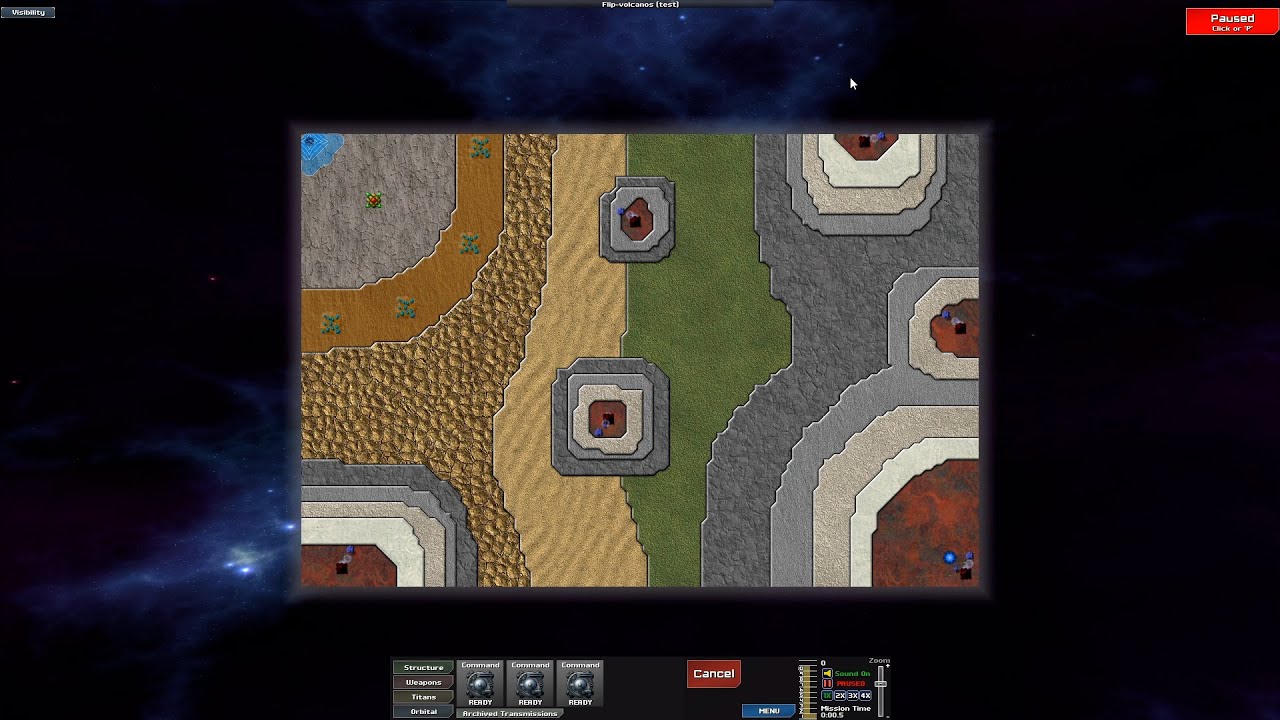 Flip-volcanos (test)
Visibility
Paused
Click or 'P'
Structure
Weapons
Titans
Orbital
Command
READY
Command
READY
Command
READY
Archived Transmissions
Cancel
MENU
0
Zoom
+
Sound On
PAUSED
1X 2X 3X 4X
Mission Time
0:00.5
-